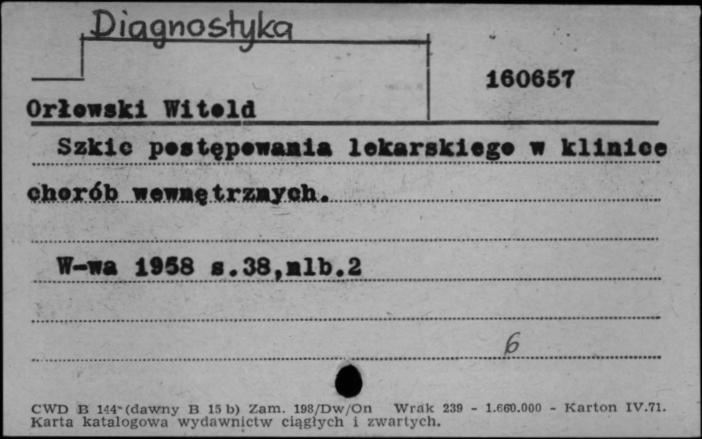 Diagnostyka
160657
Orłowski Witold
Szkic postępowania lekarskiego w klinice
chorób wewnętrznych.
W-wa 1958 s.38,nlb.2
6
CWD B 144 (dawny B 15 b) Zam. 198/Dw/On Wrak 239 - 1.660.000 - Karton IV.71.
Karta katalogowa wydawnictw ciągłych i zwartych.